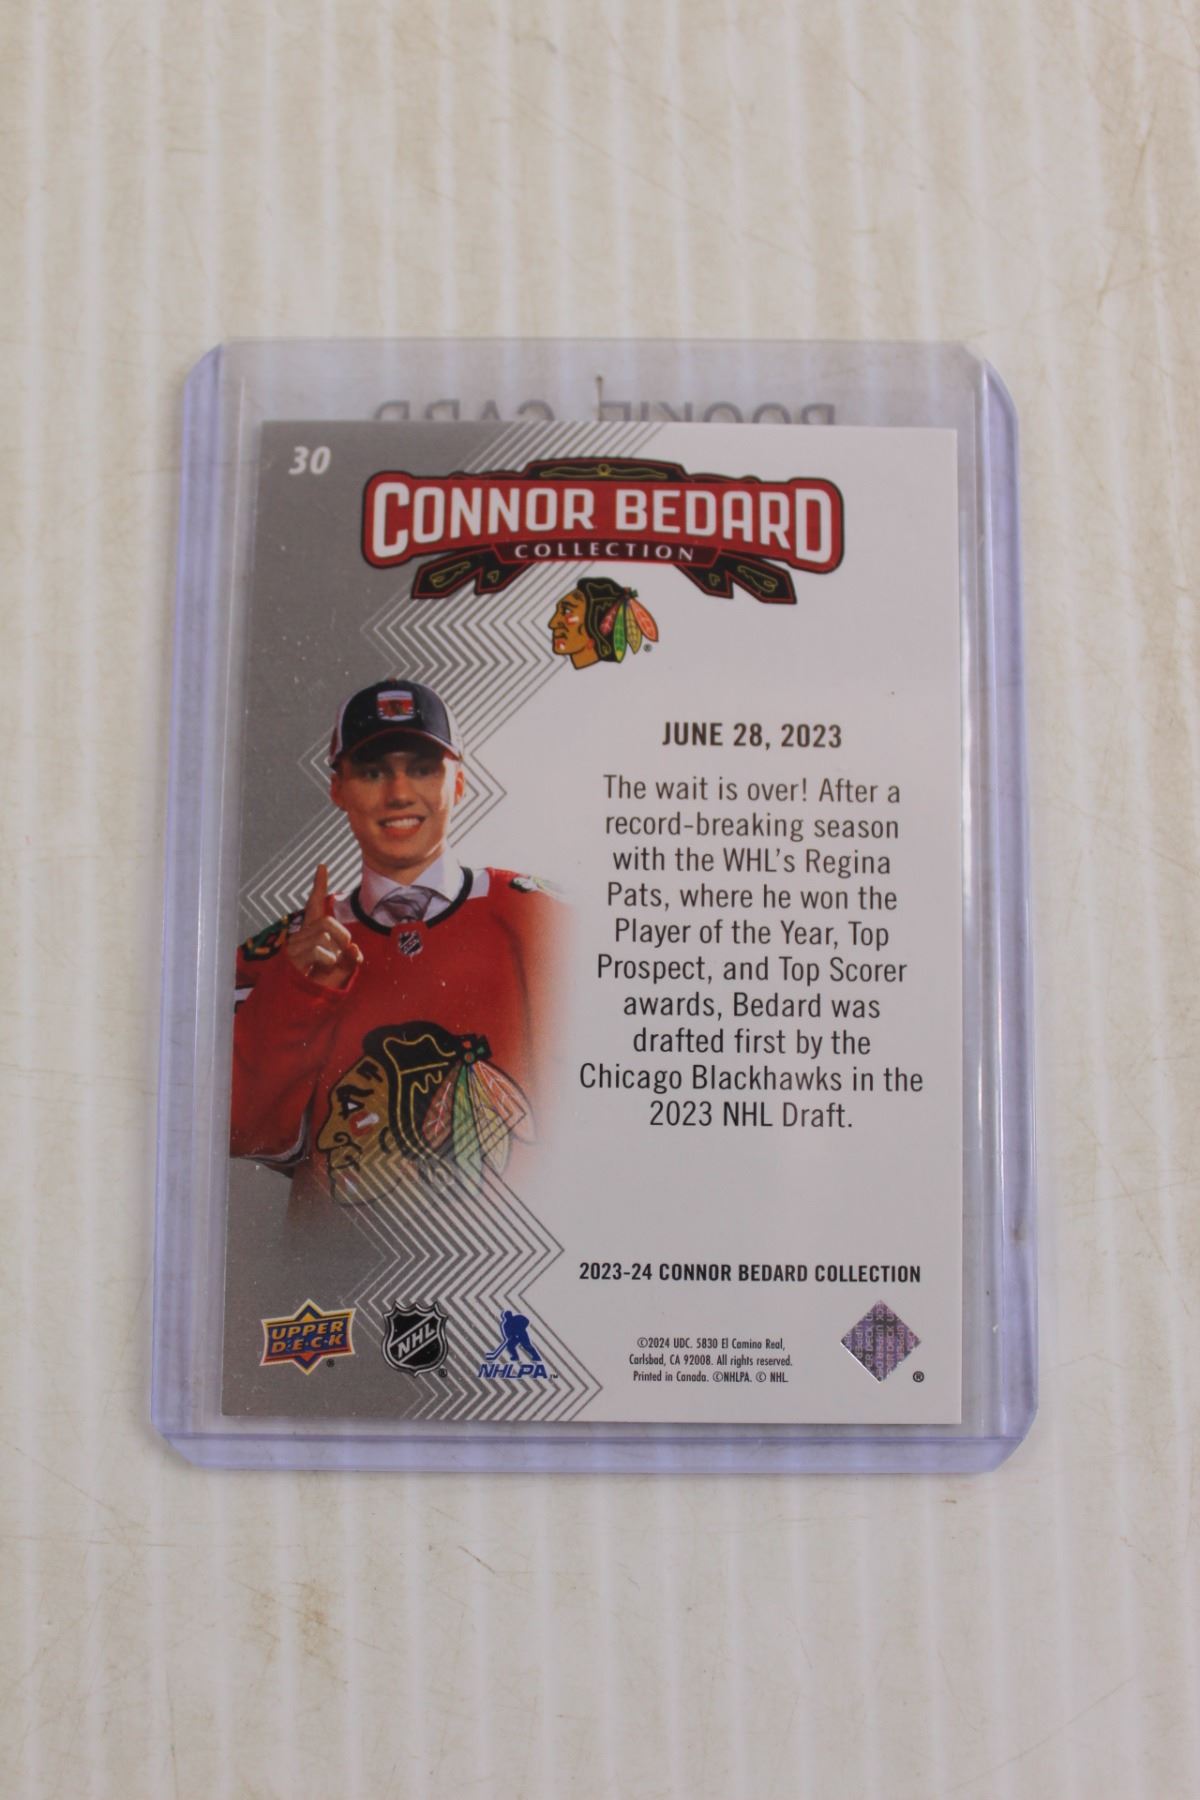 ROOKIE CARD
30
CONNOR BEDARD
COLLECTION
JUNE 28, 2023
The wait is over! After a
record-breaking season
with the WHL's Regina
Pats, where he won the
Player of the Year, Top
Prospect, and Top Scorer
awards, Bedard was
drafted first by the
Chicago Blackhawks in the
2023 NHL Draft.
2023-24 CONNOR BEDARD COLLECTION
UPPER
D·E·C·K
®
NHL
®
NHLPA™
©2024 UDC. 5830 El Camino Real,
Carlsbad, CA 92008. All rights reserved.
Printed in Canada. ©NHLPA. © NHL.
UPPER DECK
®